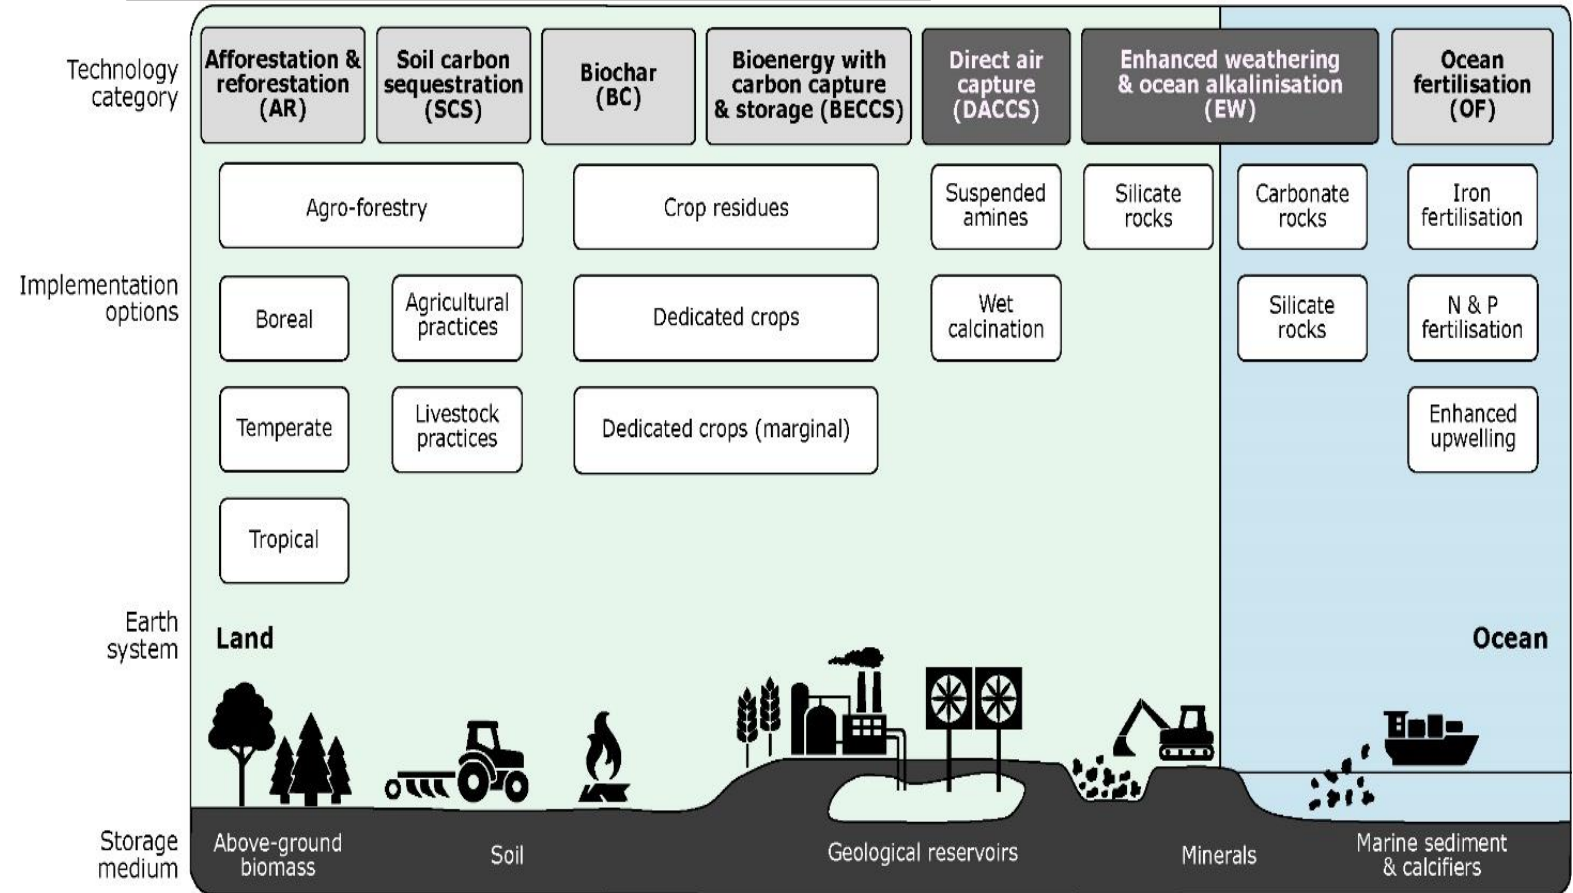 Technology
category
Afforestation &
reforestation
(AR)
Soil carbon
sequestration
(SCS)
Biochar
(BC)
Bioenergy with
carbon capture
& storage (BECCS)
Direct air
capture
(DACCS)
Enhanced weathering
& ocean alkalinisation
(EW)
Ocean
fertilisation
(OF)
Implementation
options
Agro-forestry
Crop residues
Suspended
amines
Silicate
rocks
Carbonate
rocks
Iron
fertilisation
Boreal
Agricultural
practices
Dedicated crops
Wet
calcination
Silicate
rocks
N & P
fertilisation
Temperate
Livestock
practices
Dedicated crops (marginal)
Enhanced
upwelling
Tropical
Earth
system
Land
Ocean
Storage
medium
Above-ground
biomass
Soil
Geological reservoirs
Minerals
Marine sediment
& calcifiers